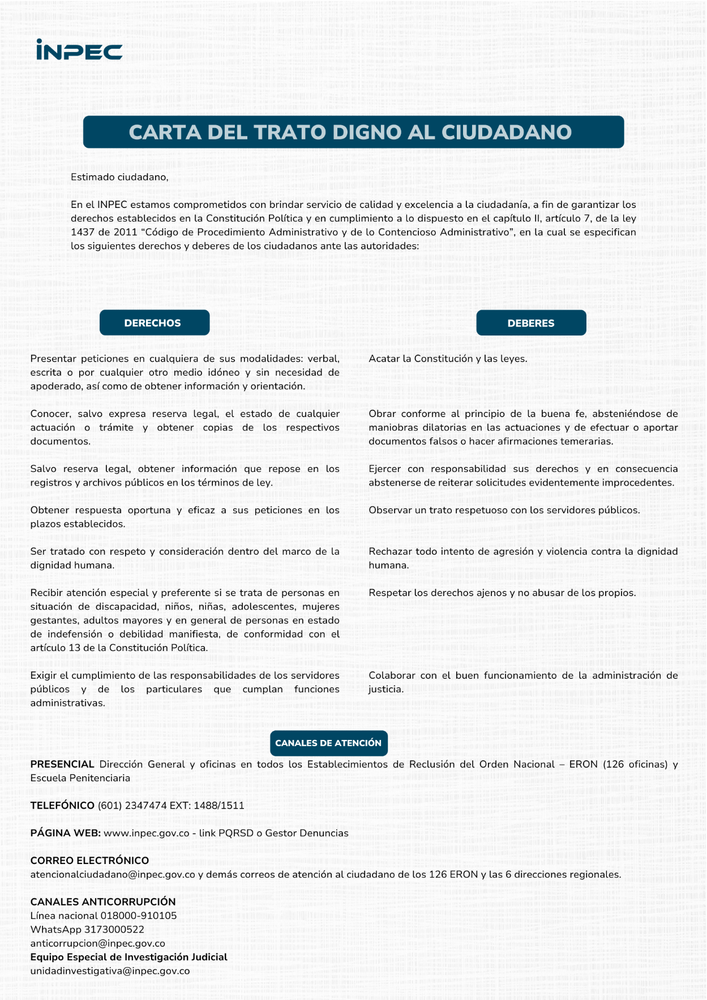 INPEC
CARTA DEL TRATO DIGNO AL CIUDADANO
Estimado ciudadano,
En el INPEC estamos comprometidos con brindar servicio de calidad y excelencia a la ciudadanía, a fin de garantizar los
derechos establecidos en la Constitución Política y en cumplimiento a lo dispuesto en el capítulo II, artículo 7, de la ley
1437 de 2011 “Código de Procedimiento Administrativo y de lo Contencioso Administrativo”, en la cual se especifican
los siguientes derechos y deberes de los ciudadanos ante las autoridades:
DERECHOS
Presentar peticiones en cualquiera de sus modalidades: verbal,
escrita o por cualquier otro medio idóneo y sin necesidad de
apoderado, así como de obtener información y orientación.
Conocer, salvo expresa reserva legal, el estado de cualquier
actuación o trámite y obtener copias de los respectivos
documentos.
Salvo reserva legal, obtener información que repose en los
registros y archivos públicos en los términos de ley.
Obtener respuesta oportuna y eficaz a sus peticiones en los
plazos establecidos.
Ser tratado con respeto y consideración dentro del marco de la
dignidad humana.
Recibir atención especial y preferente si se trata de personas en
situación de discapacidad, niños, niñas, adolescentes, mujeres
gestantes, adultos mayores y en general de personas en estado
de indefensión o debilidad manifiesta, de conformidad con el
artículo 13 de la Constitución Política.
Exigir el cumplimiento de las responsabilidades de los servidores
públicos y de los particulares que cumplan funciones
administrativas.
DEBERES
Acatar la Constitución y las leyes.
Obrar conforme al principio de la buena fe, absteniéndose de
maniobras dilatorias en las actuaciones y de efectuar o aportar
documentos falsos o hacer afirmaciones temerarias.
Ejercer con responsabilidad sus derechos y en consecuencia
abstenerse de reiterar solicitudes evidentemente improcedentes.
Observar un trato respetuoso con los servidores públicos.
Rechazar todo intento de agresión y violencia contra la dignidad
humana.
Respetar los derechos ajenos y no abusar de los propios.
Colaborar con el buen funcionamiento de la administración de
justicia.
CANALES DE ATENCIÓN
PRESENCIAL Dirección General y oficinas en todos los Establecimientos de Reclusión del Orden Nacional – ERON (126 oficinas) y
Escuela Penitenciaria
TELEFÓNICO (601) 2347474 EXT: 1488/1511
PÁGINA WEB: www.inpec.gov.co - link PQRSD o Gestor Denuncias
CORREO ELECTRÓNICO
atencionalciudadano@inpec.gov.co y demás correos de atención al ciudadano de los 126 ERON y las 6 direcciones regionales.
CANALES ANTICORRUPCIÓN
Línea nacional 018000-910105
WhatsApp 3173000522
anticorrupcion@inpec.gov.co
Equipo Especial de Investigación Judicial
unidadinvestigativa@inpec.gov.co